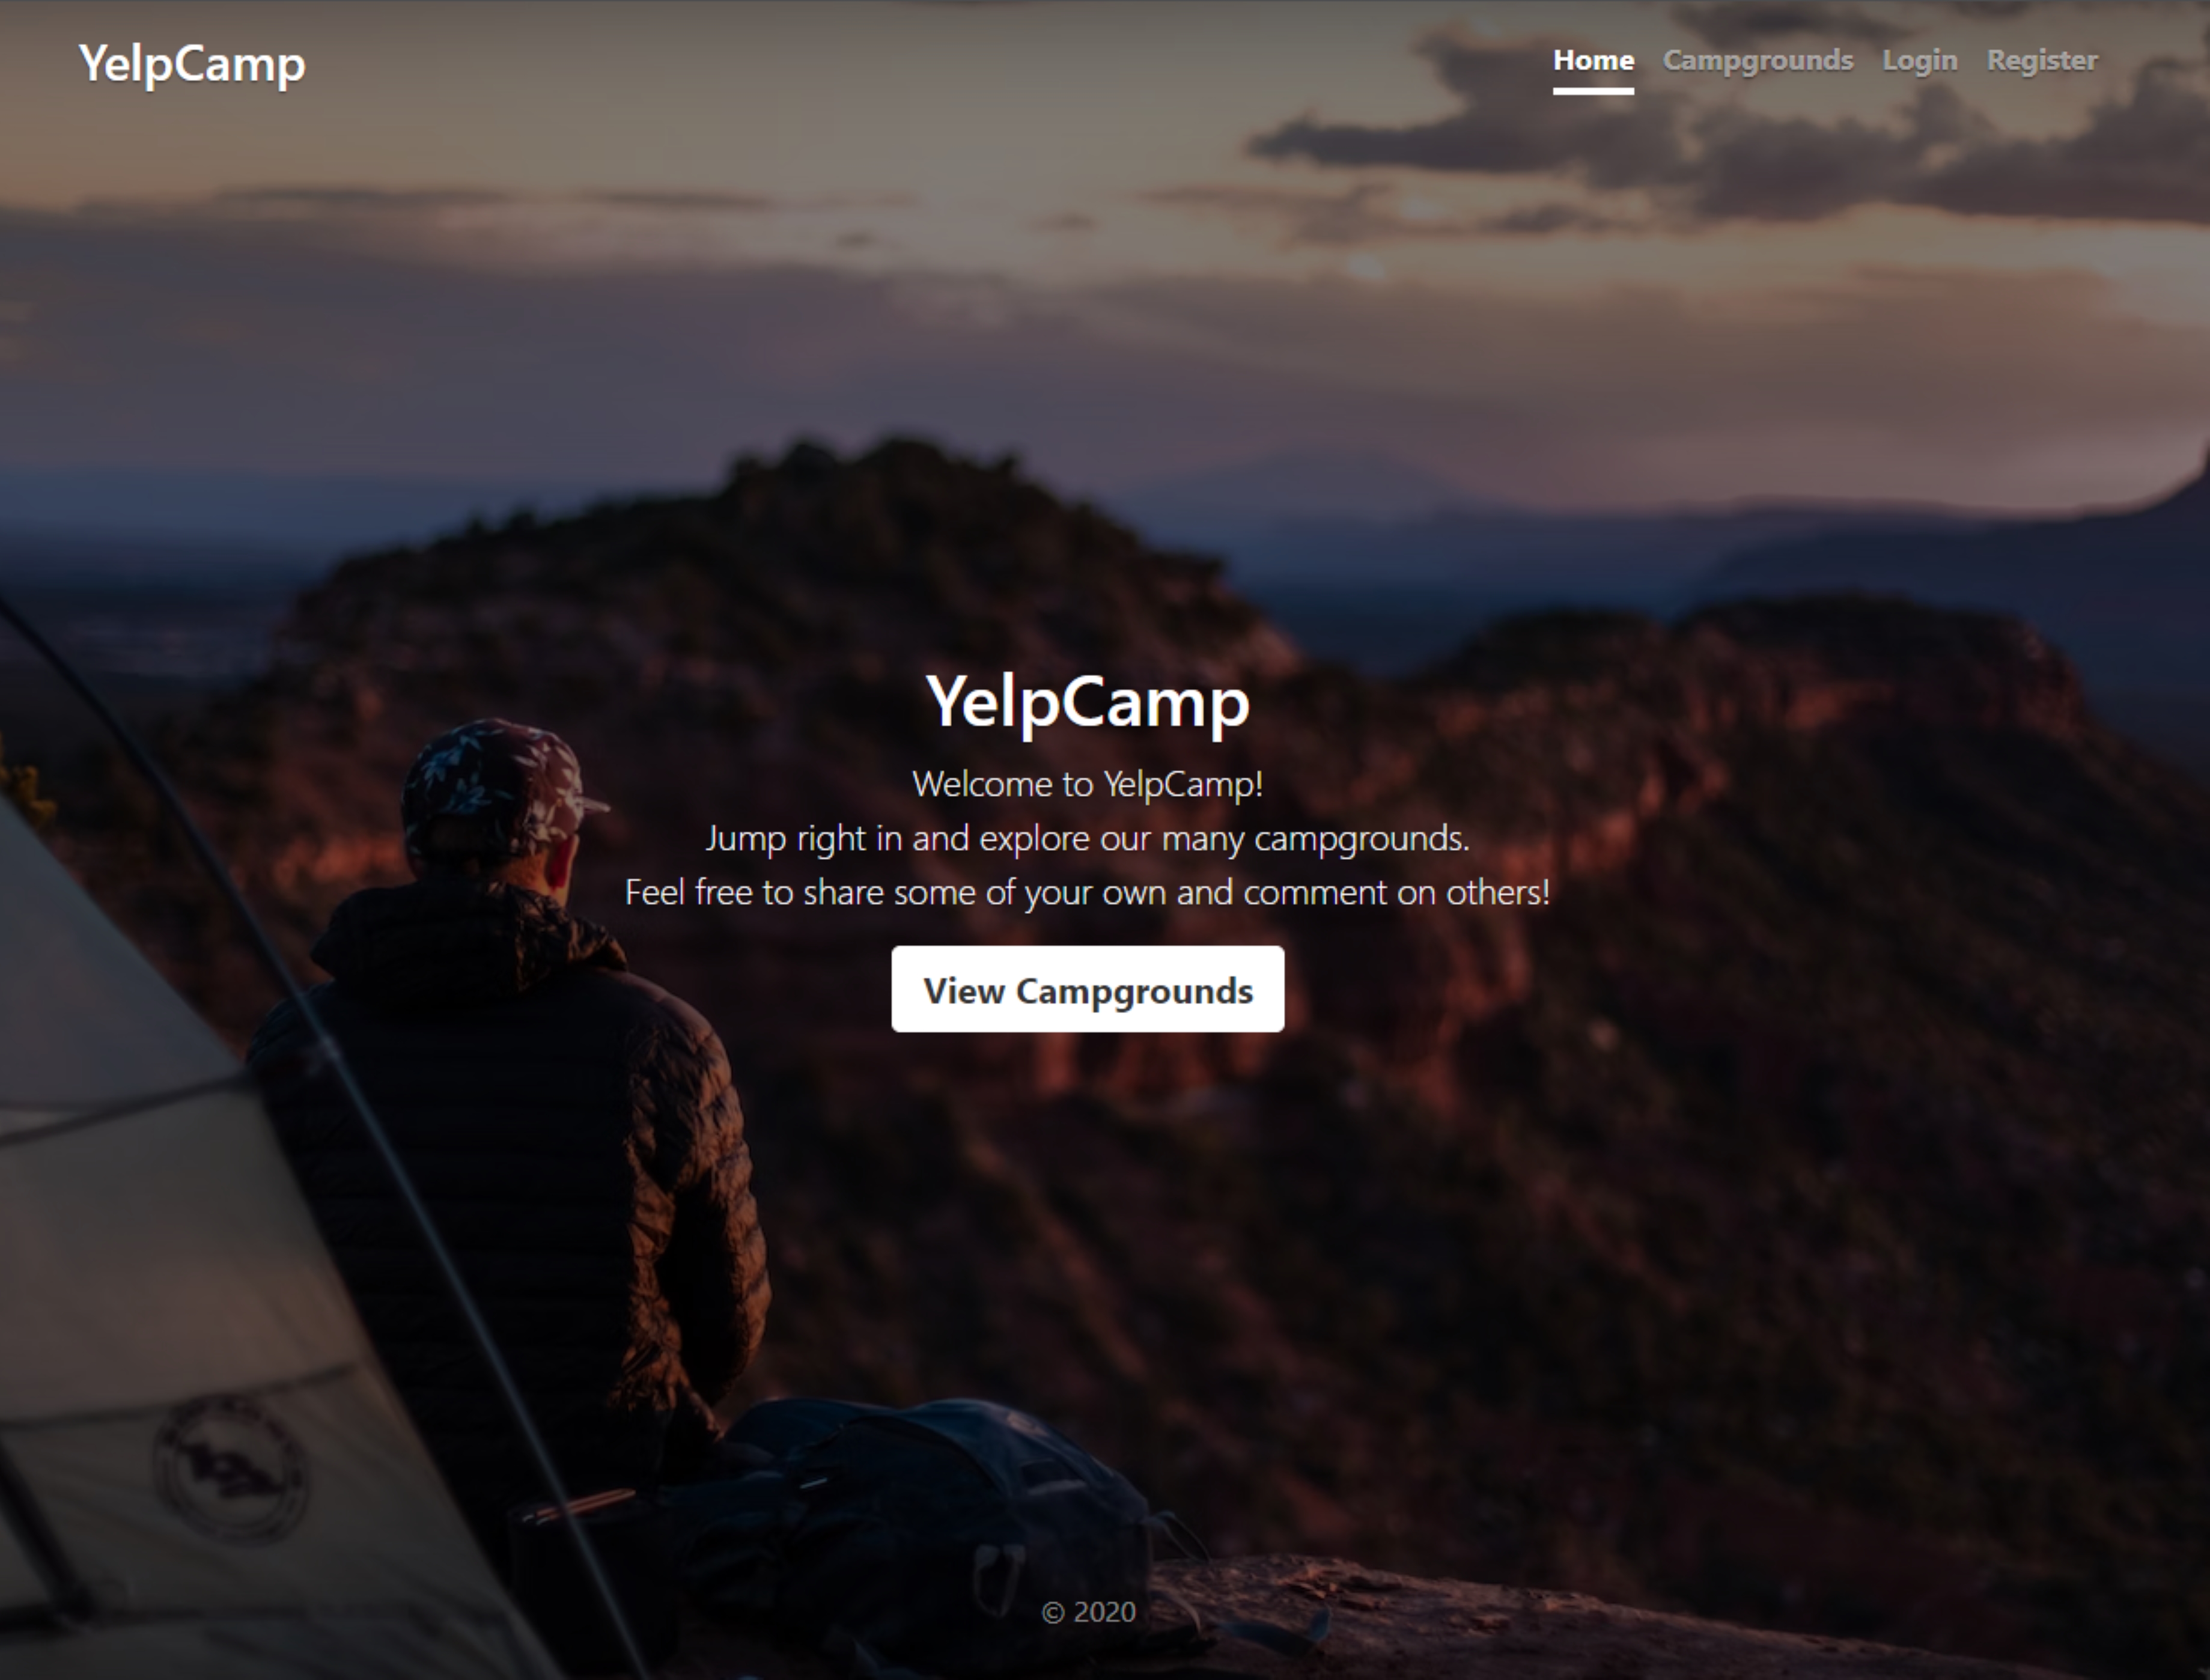 YelpCamp
Home Campgrounds Login Register
YelpCamp
Welcome to YelpCamp!
Jump right in and explore our many campgrounds.
Feel free to share some of your own and comment on others!
View Campgrounds
© 2020